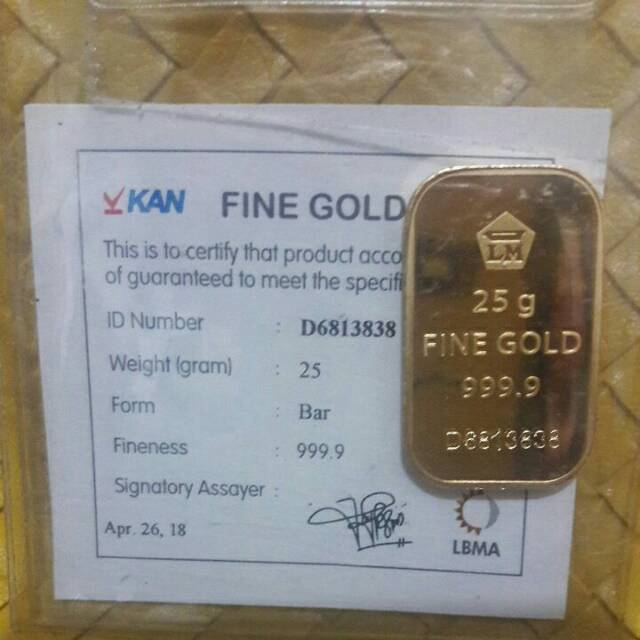 KAN FINE GOLD
This is to certify that product acco
of guaranteed to meet the specifi
ID Number : D6813838
Weight (gram) : 25
Form : Bar
Fineness : 999.9
Signatory Assayer :
Apr. 26, 18
LBMA
LM
25 g
FINE GOLD
999.9
D6813838